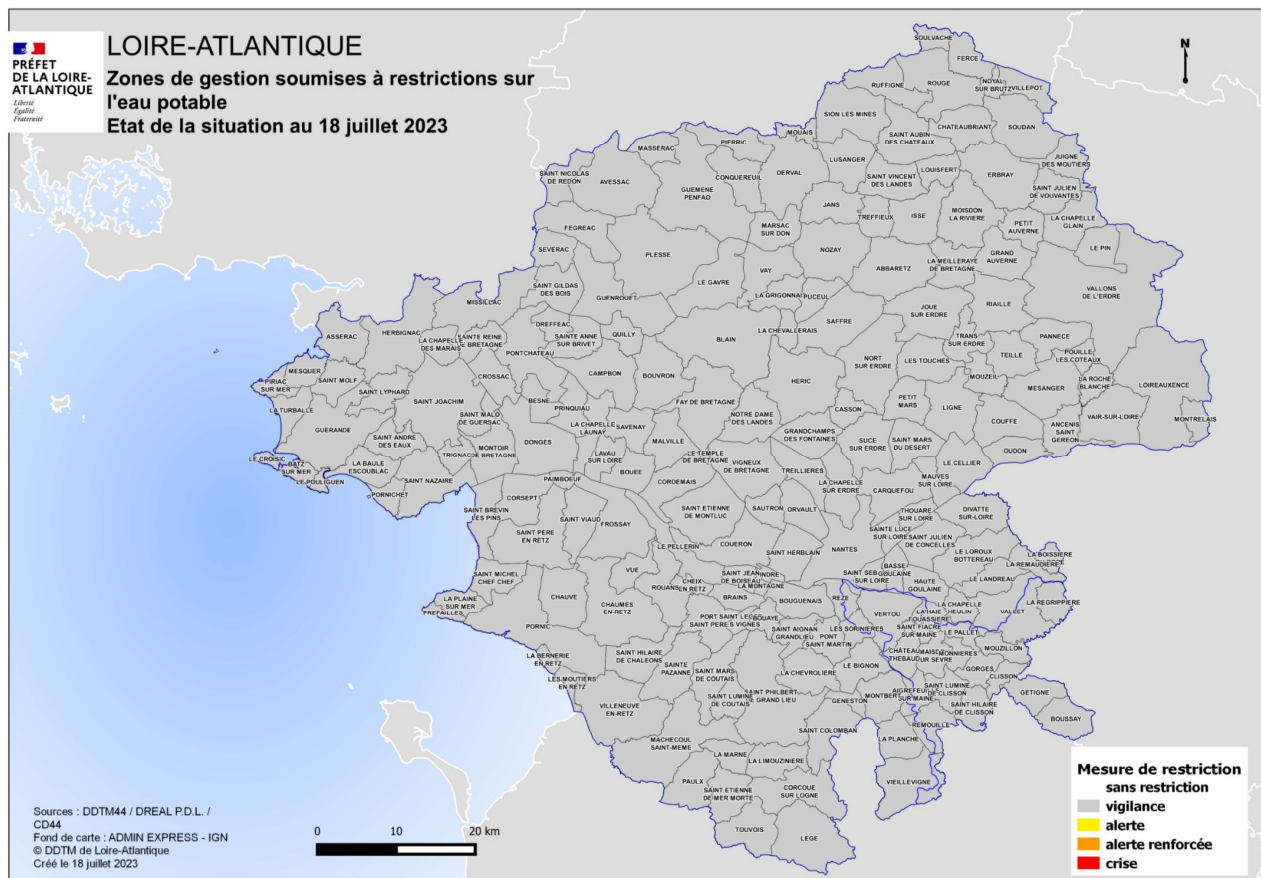 PRÉFET
DE LA LOIRE-
ATLANTIQUE
Liberté
Égalité
Fraternité
LOIRE-ATLANTIQUE
Zones de gestion soumises à restrictions sur
l'eau potable
Etat de la situation au 18 juillet 2023
N
SOULVACHE
FERCE
RUFFIGNE
ROUGE
NOYAL
SUR BRUTZ
VILLEPOT
SION LES MINES
SAINT AUBIN
DES CHATEAUX
CHATEAUBRIANT
SOUDAN
MOUAIS
PIERRIC
MASSERAC
LUSANGER
JUIGNE
DES MOUTIERS
SAINT NICOLAS
DE REDON
AVESSAC
CONQUEREUIL
DERVAL
SAINT VINCENT
DES LANDES
LOUISFERT
ERBRAY
GUEMENE
PENFAO
SAINT JULIEN
DE VOUVANTES
JANS
TREFFIEUX
ISSE
MOISDON
LA RIVIERE
PETIT
AUVERNE
LA CHAPELLE
GLAIN
FEGREAC
MARSAC
SUR DON
SEVERAC
PLESSE
NOZAY
LE PIN
GRAND
AUVERNE
LA MEILLERAYE
DE BRETAGNE
ABBARETZ
VAY
LE GAVRE
SAINT GILDAS
DES BOIS
VALLONS
DE L'ERDRE
GUENROUET
LA GRIGONNAI
PUCEUL
MISSILLAC
JOUE
SUR ERDRE
RIAILLE
SAFFRE
DREFFEAC
LA CHEVALLERAIS
HERBIGNAC
ASSERAC
LA CHAPELLE
DES MARAIS
SAINTE REINE
DE BRETAGNE
SAINTE ANNE
SUR BRIVET
QUILLY
BLAIN
TRANS
SUR ERDRE
PANNECE
PONTCHATEAU
NORT
SUR ERDRE
LES TOUCHES
TEILLE
POUILLE
LES COTEAUX
MESQUER
SAINT MOLF
CROSSAC
CAMPBON
BOUVRON
HERIC
MOUZEIL
LA ROCHE
BLANCHE
LOIREAUXENCE
PIRIAC
SUR MER
SAINT LYPHARD
MESANGER
SAINT JOACHIM
BESNE
PRINQUIAU
FAY DE BRETAGNE
PETIT
MARS
LIGNE
CASSON
LA TURBALLE
SAINT MALO
DE GUERSAC
NOTRE DAME
DES LANDES
COUFFE
VAIR-SUR-LOIRE
MONTRELAIS
GUERANDE
LA CHAPELLE
LAUNAY
SAVENAY
GRANDCHAMPS
DES FONTAINES
ANCENIS
SAINT
GEREON
SAINT ANDRE
DES EAUX
DONGES
MALVILLE
SUCE
SUR ERDRE
SAINT MARS
DU DESERT
OUDON
MONTOIR
DE BRETAGNE
TRIGNAC
LAVAU
SUR LOIRE
LE TEMPLE
DE BRETAGNE
LE CROISIC
BATZ
SUR MER
LA BAULE
ESCOUBLAC
BOUEE
VIGNEUX
DE BRETAGNE
TREILLIERES
LE CELLIER
LE POULIGUEN
SAINT NAZAIRE
PAIMBOEUF
CORDEMAIS
LA CHAPELLE
SUR ERDRE
CARQUEFOU
MAUVES
SUR LOIRE
PORNICHET
CORSEPT
SAINT BREVIN
LES PINS
SAINT VIAUD
FROSSAY
SAINT ETIENNE
DE MONTLUC
SAUTRON
ORVAULT
THOUARE
SUR LOIRE
DIVATTE
SUR-LOIRE
SAINT PERE
EN RETZ
SAINTE LUCE
SUR LOIRE
SAINT JULIEN
DE CONCELLES
LE PELLERIN
COUERON
SAINT HERBLAIN
NANTES
LE LOROUX
BOTTEREAU
LA BOISSIERE
LA REMAUDIERE
SAINT MICHEL
CHEF CHEF
VUE
ROUANS
CHEIX
EN RETZ
SAINT JEAN
DE BOISEAU
INDRE
LA MONTAGNE
SAINT SEB
SUR LOIRE
BASSE
GOULAINE
HAUTE
GOULAINE
LE LANDREAU
LA PLAINE
SUR MER
PREFAILLES
CHAUVE
CHAUMES
EN-RETZ
BRAINS
BOUGUENAIS
REZE
VERTOU
LA CHAPELLE
HEULIN
VALLET
LA REGRIPPIERE
LA HAIE
FOUASSIERE
PORT SAINT PERE
BOUAYE
PORNIC
SAINT AIGNAN
GRANDLIEU
PONT
SAINT MARTIN
LES SORINIERES
SAINT FIACRE
SUR MAINE
LE PALLET
LA BERNERIE
EN RETZ
SAINT HILAIRE
DE CHALEONS
SAINTE
PAZANNE
SAINT MARS
DE COUTAIS
LA CHEVROLIERE
LE BIGNON
CHATEAU
THEBAUD
MAISDON
SUR SEVRE
MONNIERES
MOUZILLON
GORGES
CLISSON
LES MOUTIERS
EN RETZ
SAINT LUMINE
DE COUTAIS
SAINT PHILBERT
DE GRAND LIEU
GENESTON
MONTBERT
AIGREFEUILLE
SUR MAINE
SAINT LUMINE
DE CLISSON
SAINT HILAIRE
DE CLISSON
GETIGNE
BOUSSAY
VILLENEUVE
EN-RETZ
SAINT COLOMBAN
REMOUILLE
MACHECOUL
SAINT-MEME
LA PLANCHE
LA MARNE
LA LIMOUZINIERE
PAULX
SAINT ETIENNE
DE MER MORTE
CORCOUE
SUR LOGNE
VIEILLEVIGNE
TOUVOIS
LEGE
Mesure de restriction
sans restriction
vigilance
alerte
alerte renforcée
crise
Sources : DDTM44 / DREAL P.D.L. /
CD44
Fond de carte : ADMIN EXPRESS - IGN
© DDTM de Loire-Atlantique
Créé le 18 juillet 2023
0 10 20 km